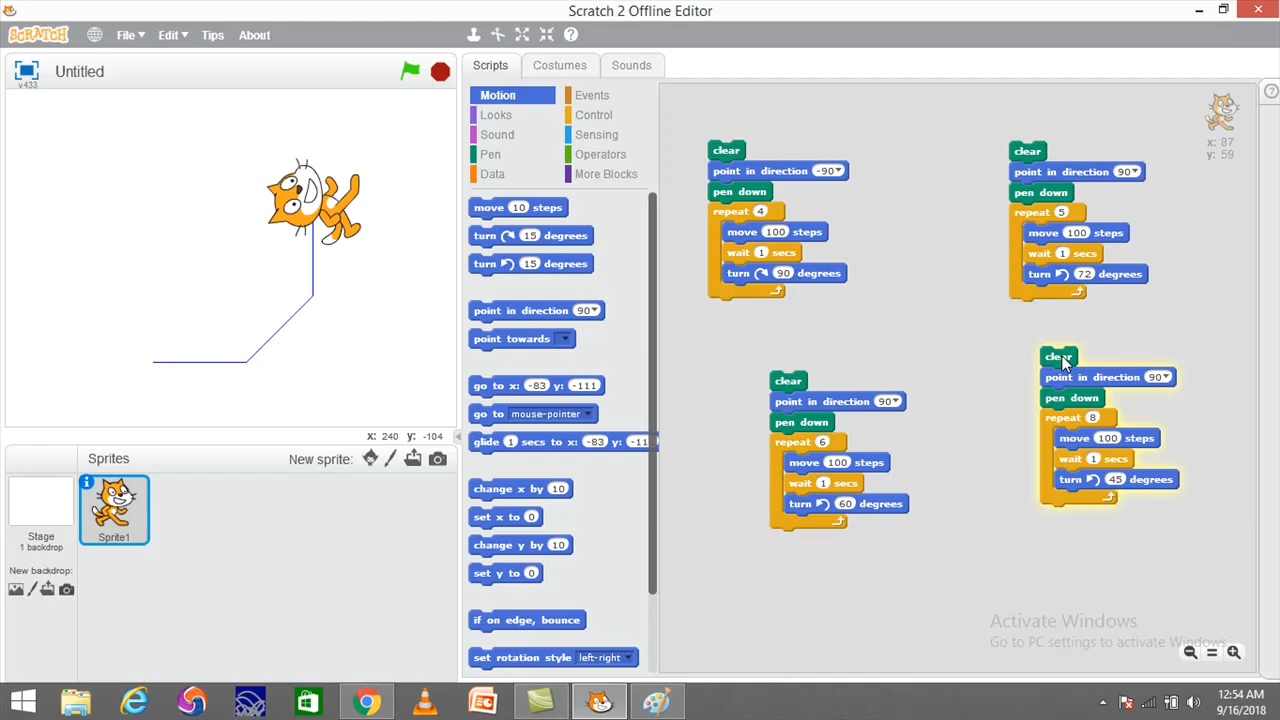 Scratch 2 Offline Editor
SCRATCH File Edit Tips About
v433 Untitled
Scripts Costumes Sounds
Motion Events
Looks Control
Sound Sensing
Pen Operators
Data More Blocks
move 10 steps
turn 15 degrees
turn 15 degrees
point in direction 90
point towards
go to x: -83 y: -111
go to mouse-pointer
glide 1 secs to x: -83 y: -11
change x by 10
set x to 0
change y by 10
set y to 0
if on edge, bounce
set rotation style left-right
x: 240 y: -104
Sprites New sprite:
Stage
1 backdrop
New backdrop:
Sprite1
clear
point in direction -90
pen down
repeat 4
move 100 steps
wait 1 secs
turn 90 degrees
clear
point in direction 90
pen down
repeat 5
move 100 steps
wait 1 secs
turn 72 degrees
clear
point in direction 90
pen down
repeat 6
move 100 steps
wait 1 secs
turn 60 degrees
clear
point in direction 90
pen down
repeat 8
move 100 steps
wait 1 secs
turn 45 degrees
x: 87
y: 59
Activate Windows
Go to PC settings to activate Windows.
12:54 AM
9/16/2018